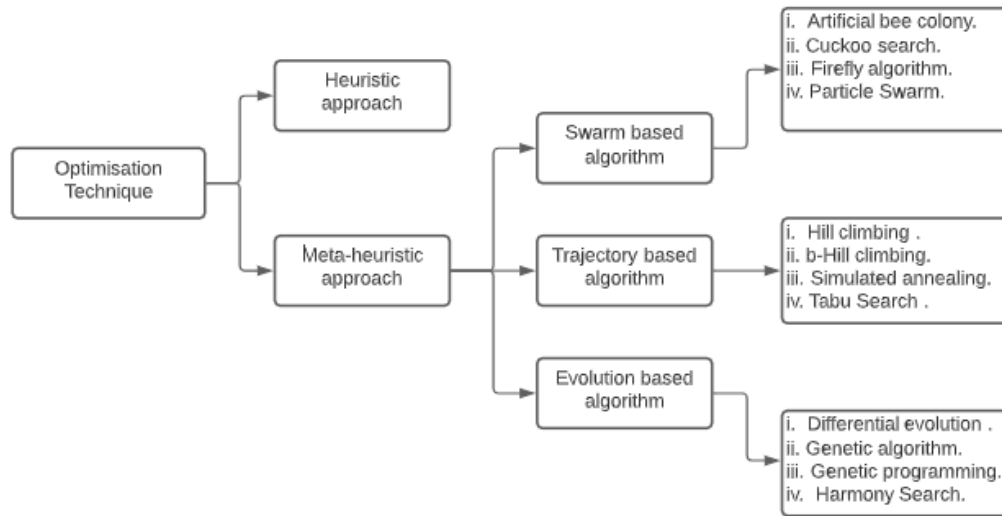 Optimisation
Technique
Heuristic
approach
Meta-heuristic
approach
Swarm based
algorithm
Trajectory based
algorithm
Evolution based
algorithm
i. Artificial bee colony.
ii. Cuckoo search.
iii. Firefly algorithm.
iv. Particle Swarm.
i. Hill climbing .
ii. b-Hill climbing.
iii. Simulated annealing.
iv. Tabu Search .
i. Differential evolution .
ii. Genetic algorithm.
iii. Genetic programming.
iv. Harmony Search.